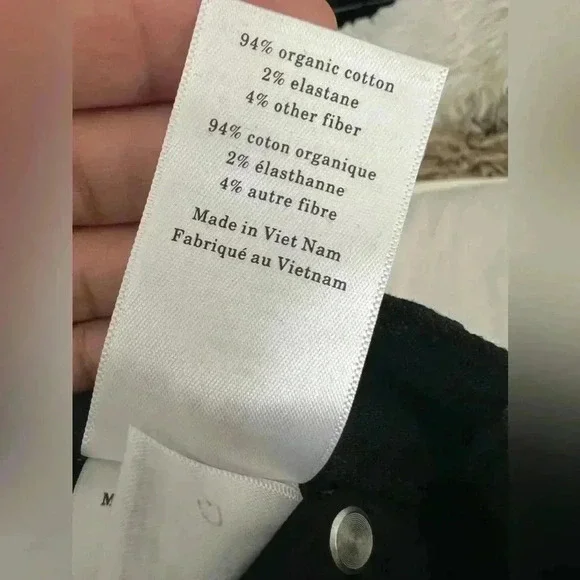 94% organic cotton
2% elastane
4% other fiber
94% coton organique
2% élasthanne
4% autre fibre
Made in Viet Nam
Fabriqué au Vietnam
M